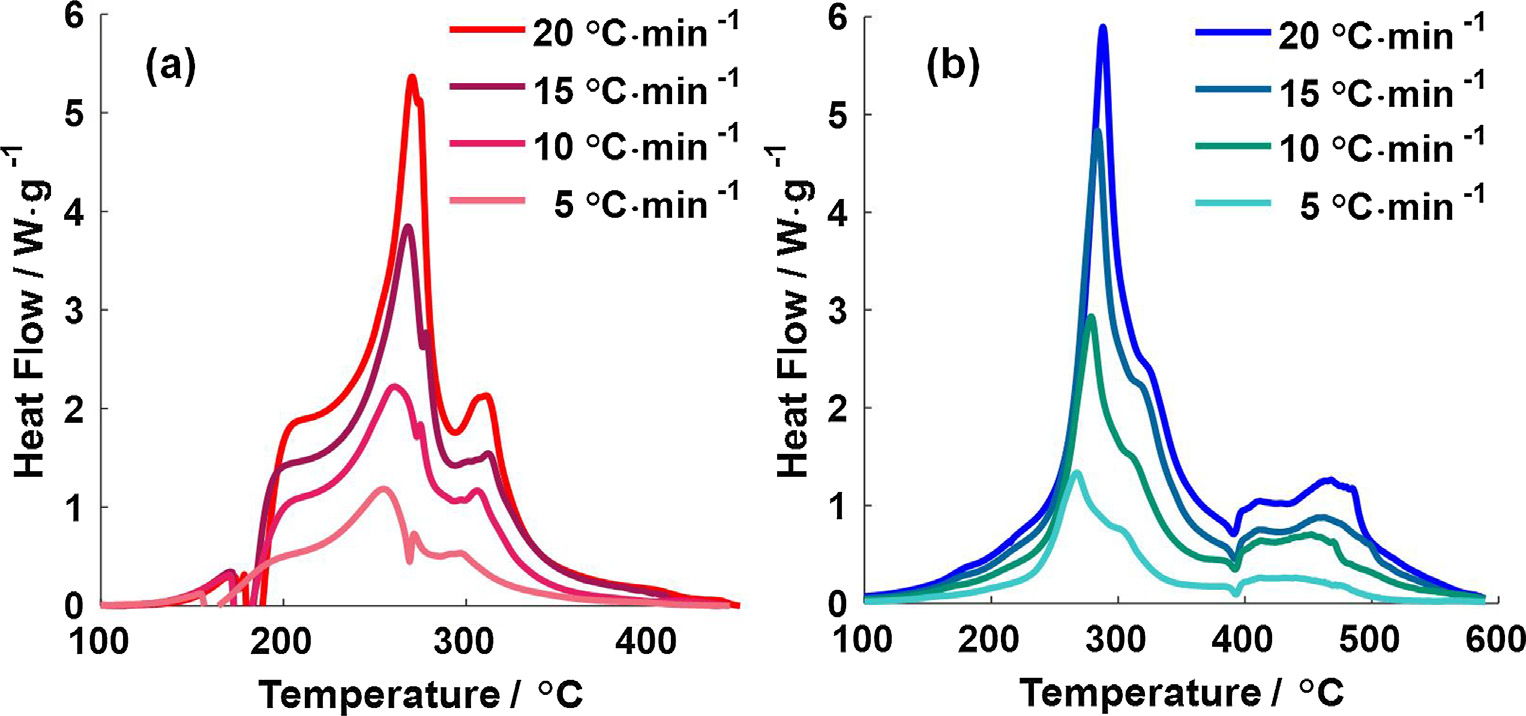 (a)
20 °C·min⁻¹
15 °C·min⁻¹
10 °C·min⁻¹
5 °C·min⁻¹
6
5
4
3
2
1
0
Heat Flow / W·g⁻¹
100 200 300 400
Temperature / °C
(b)
20 °C·min⁻¹
15 °C·min⁻¹
10 °C·min⁻¹
5 °C·min⁻¹
6
5
4
3
2
1
0
Heat Flow / W·g⁻¹
100 200 300 400 500 600
Temperature / °C